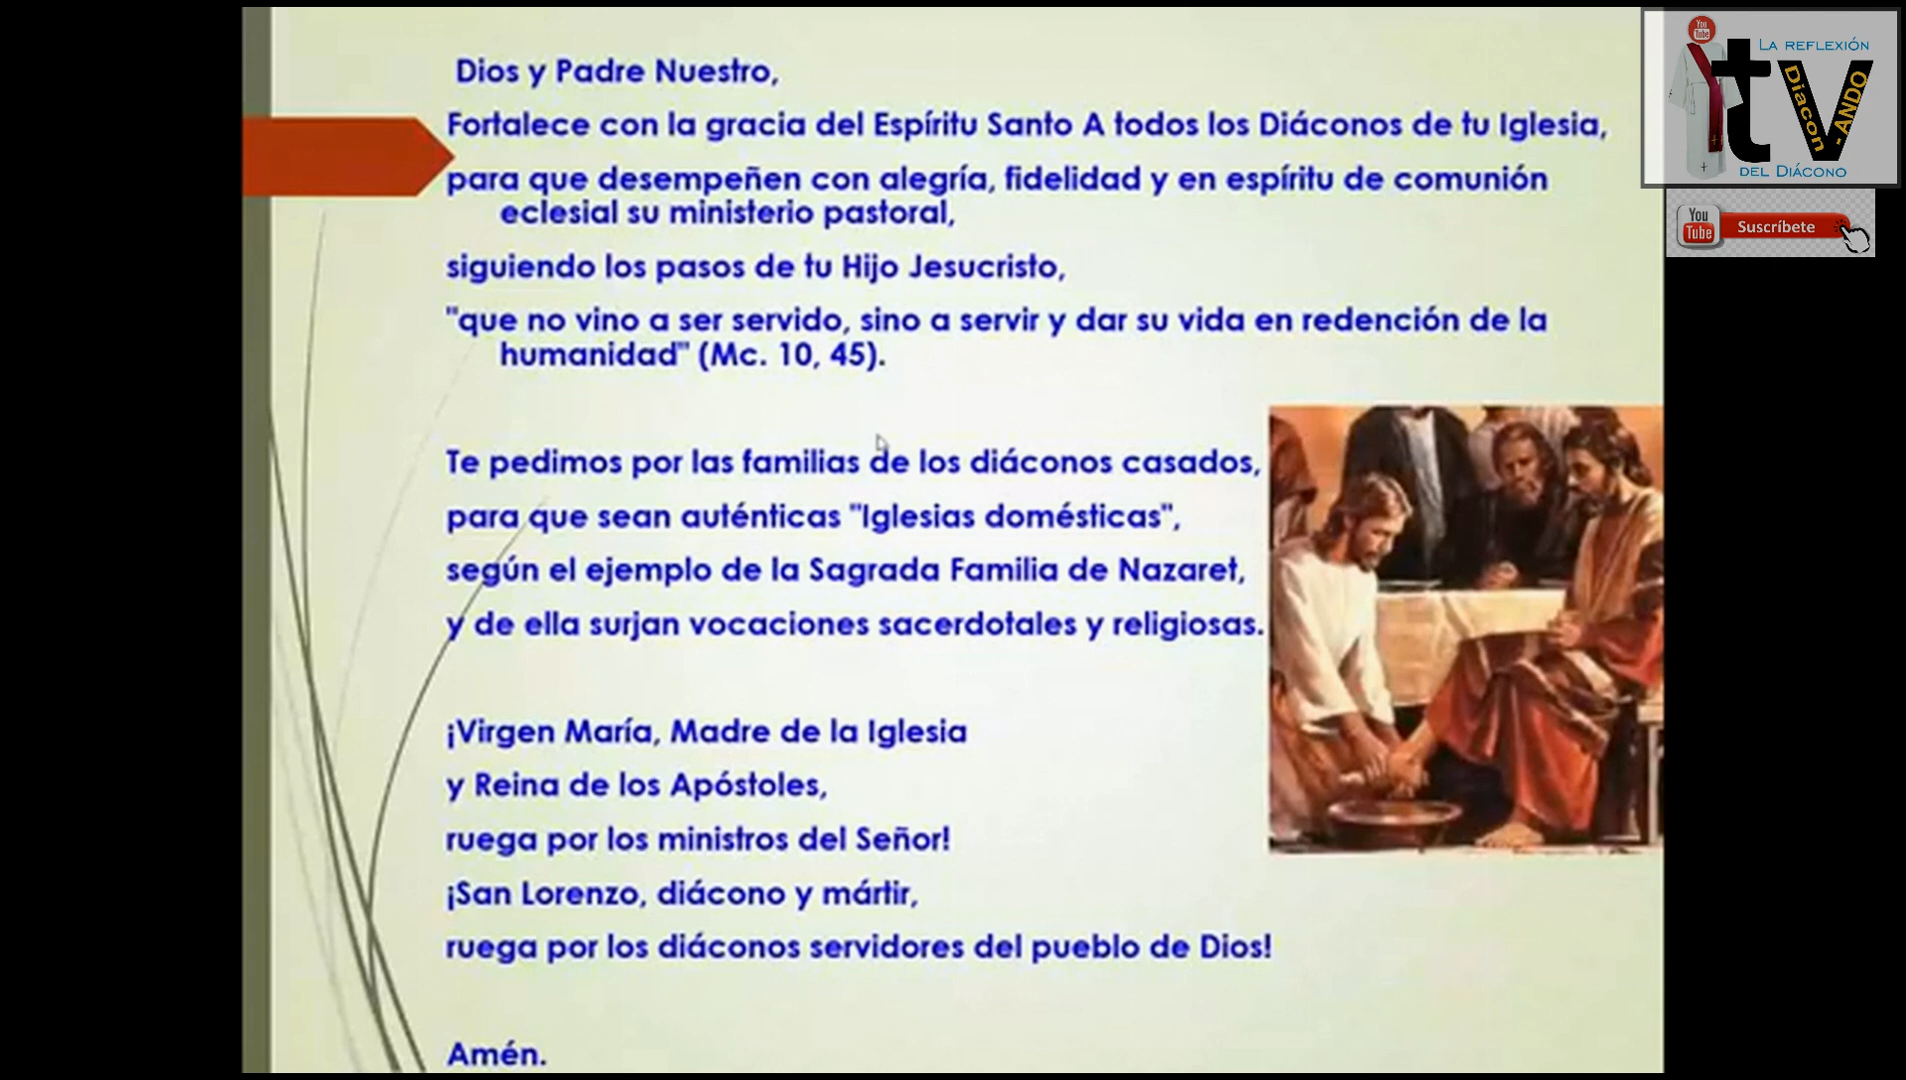 Dios y Padre Nuestro,
Fortalece con la gracia del Espíritu Santo A todos los Diáconos de tu Iglesia,
para que desempeñen con alegría, fidelidad y en espíritu de comunión
eclesial su ministerio pastoral,
siguiendo los pasos de tu Hijo Jesucristo,
"que no vino a ser servido, sino a servir y dar su vida en redención de la
humanidad" (Mc. 10, 45).
Te pedimos por las familias de los diáconos casados,
para que sean auténticas "Iglesias domésticas",
según el ejemplo de la Sagrada Familia de Nazaret,
y de ella surjan vocaciones sacerdotales y religiosas.
¡Virgen María, Madre de la Iglesia
y Reina de los Apóstoles,
ruega por los ministros del Señor!
¡San Lorenzo, diácono y mártir,
ruega por los diáconos servidores del pueblo de Dios!
Amén.
You Tube
LA REFLEXIÓN
tv
Diacon
-ANDO
DEL DIÁCONO
You Tube
Suscríbete